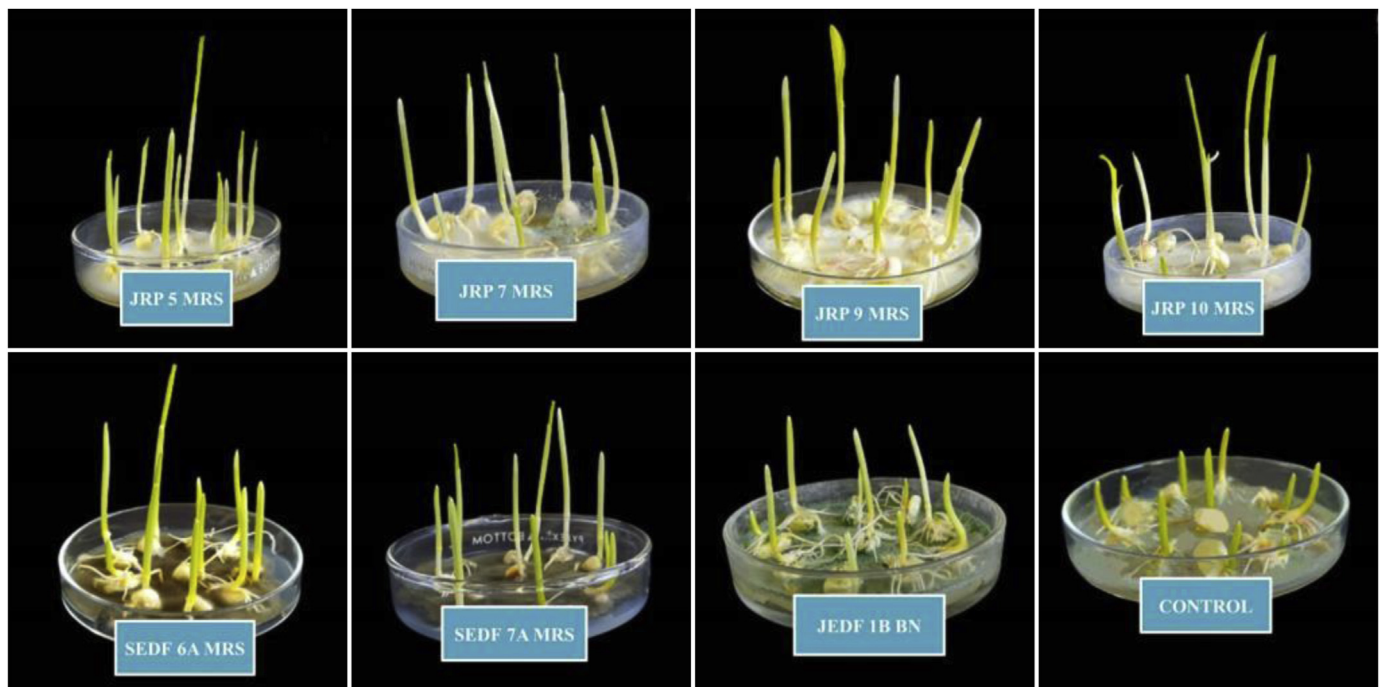 JRP 5 MRS
JRP 7 MRS
JRP 9 MRS
JRP 10 MRS
SEDF 6A MRS
PYREX® BOTTOM
SEDF 7A MRS
JEDF 1B BN
CONTROL